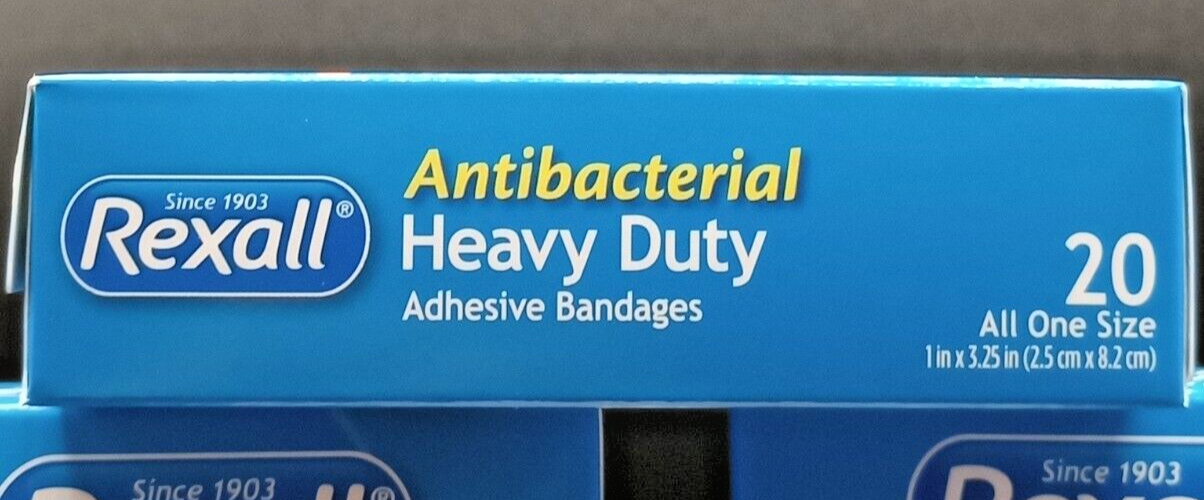 Since 1903
Rexall®
Antibacterial
Heavy Duty
Adhesive Bandages
20
All One Size
1 in x 3.25 in (2.5 cm x 8.2 cm)
Since 1903
®
Since 1903